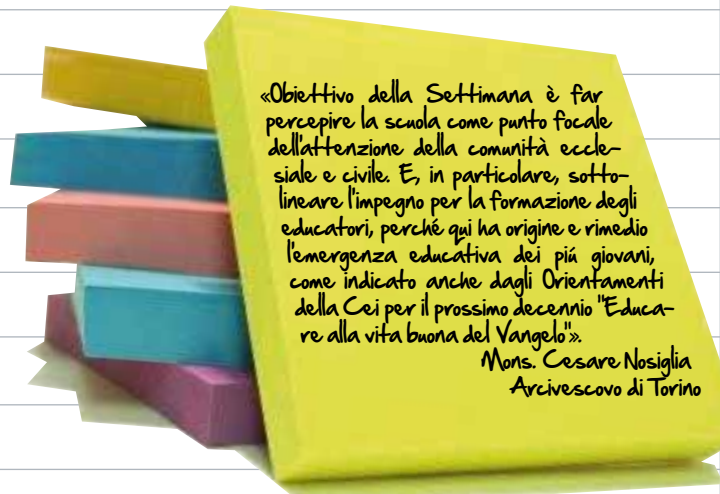 «Obiettivo della Settimana è far
percepire la scuola come punto focale
dell'attenzione della comunità eccle-
siale e civile. E, in particolare, sotto-
lineare l'impegno per la formazione degli
educatori, perché qui ha origine e rimedio
l'emergenza educativa dei piú giovani,
come indicato anche dagli Orientamenti
della Cei per il prossimo decennio "Educa-
re alla vita buona del Vangelo"».
Mons. Cesare Nosiglia
Arcivescovo di Torino